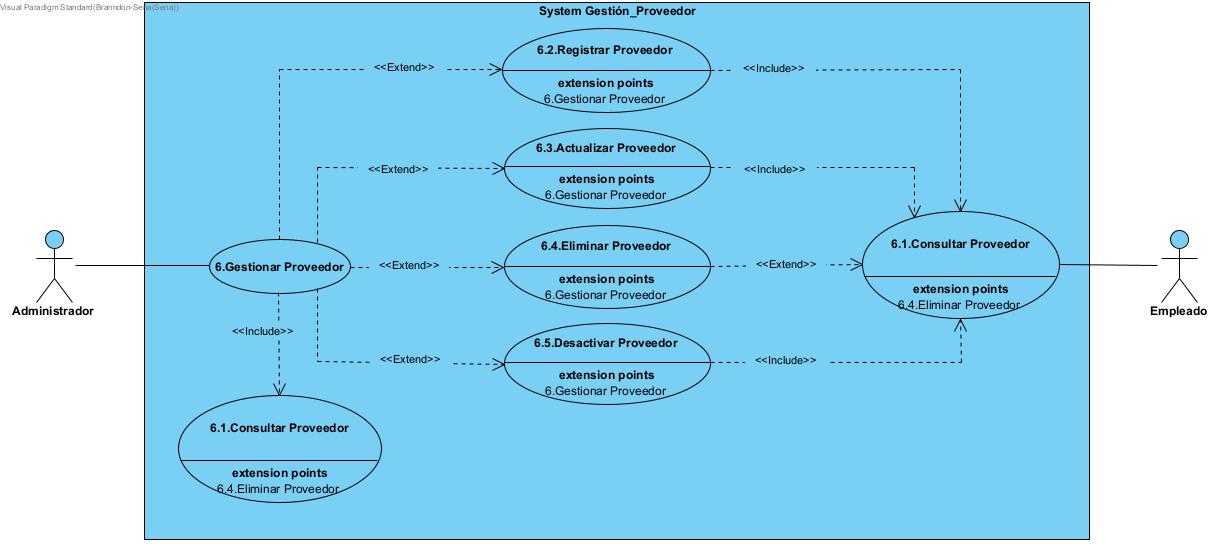 Visual Paradigm Standard(Branndon-Sena(Sena))
System Gestión_Proveedor
6.2.Registrar Proveedor
extension points
6.Gestionar Proveedor
<<Extend>>
<<Include>>
6.3.Actualizar Proveedor
extension points
6.Gestionar Proveedor
<<Extend>>
<<Include>>
6.4.Eliminar Proveedor
extension points
6.Gestionar Proveedor
<<Extend>>
<<Extend>>
6.Gestionar Proveedor
6.1.Consultar Proveedor
extension points
6.4.Eliminar Proveedor
Administrador
Empleado
<<Include>>
6.5.Desactivar Proveedor
extension points
6.Gestionar Proveedor
<<Extend>>
<<Include>>
6.1.Consultar Proveedor
extension points
6.4.Eliminar Proveedor